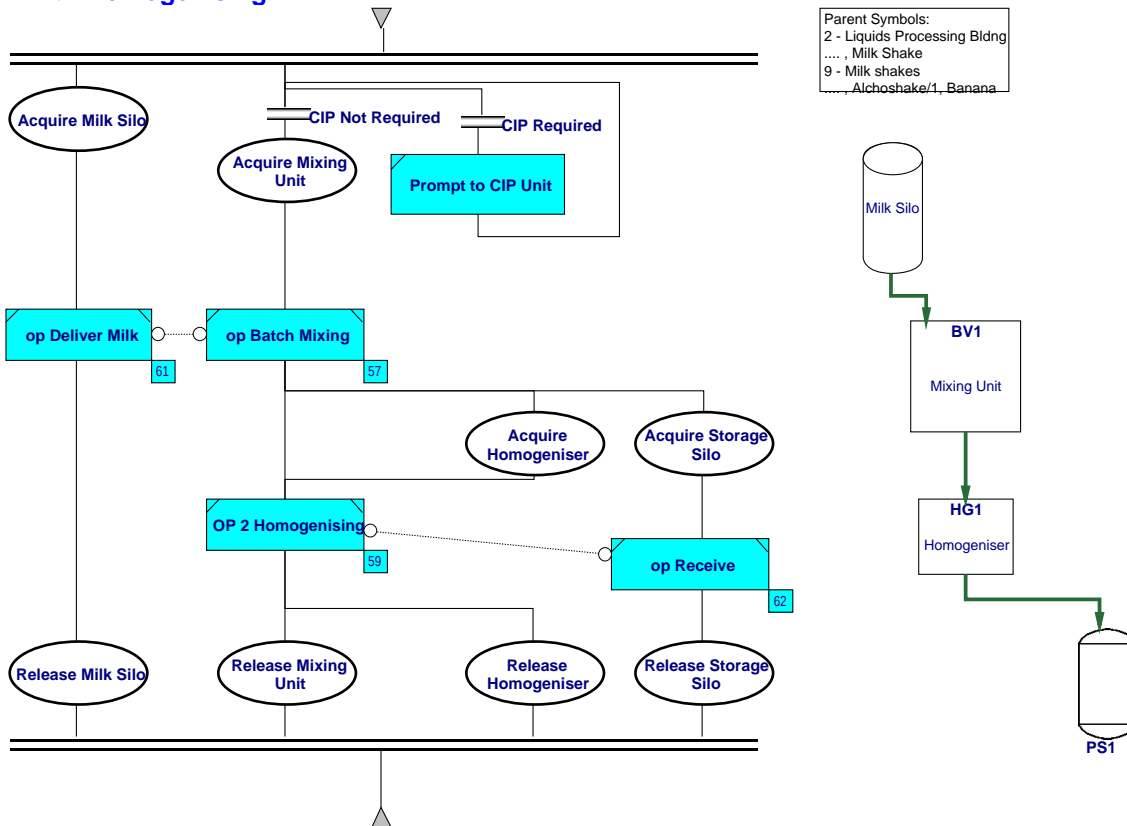 Parent Symbols:
2 - Liquids Processing Bldng
.... , Milk Shake
9 - Milk shakes
.... , Alchoshake/1, Banana
Acquire Milk Silo
CIP Not Required
CIP Required
Acquire Mixing
Unit
Prompt to CIP Unit
Milk Silo
op Deliver Milk
61
op Batch Mixing
57
BV1
Mixing Unit
Acquire
Homogeniser
Acquire Storage
Silo
OP 2 Homogenising
59
op Receive
62
HG1
Homogeniser
Release Milk Silo
Release Mixing
Unit
Release
Homogeniser
Release Storage
Silo
PS1